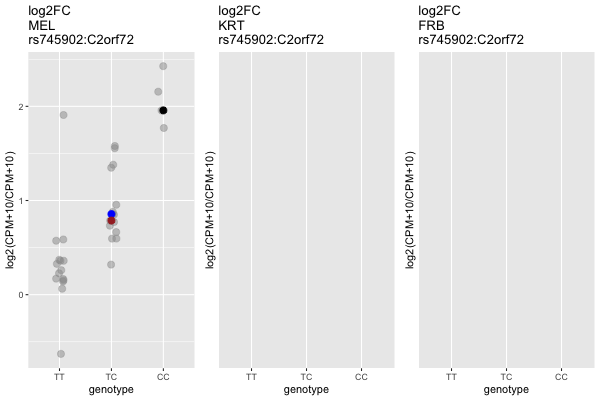 log2FC
MEL
rs745902:C2orf72
log2(CPM+10/CPM+10)
2
1
0
TT
TC
CC
genotype
log2FC
KRT
rs745902:C2orf72
log2(CPM+10/CPM+10)
TT
TC
CC
genotype
log2FC
FRB
rs745902:C2orf72
log2(CPM+10/CPM+10)
TT
TC
CC
genotype